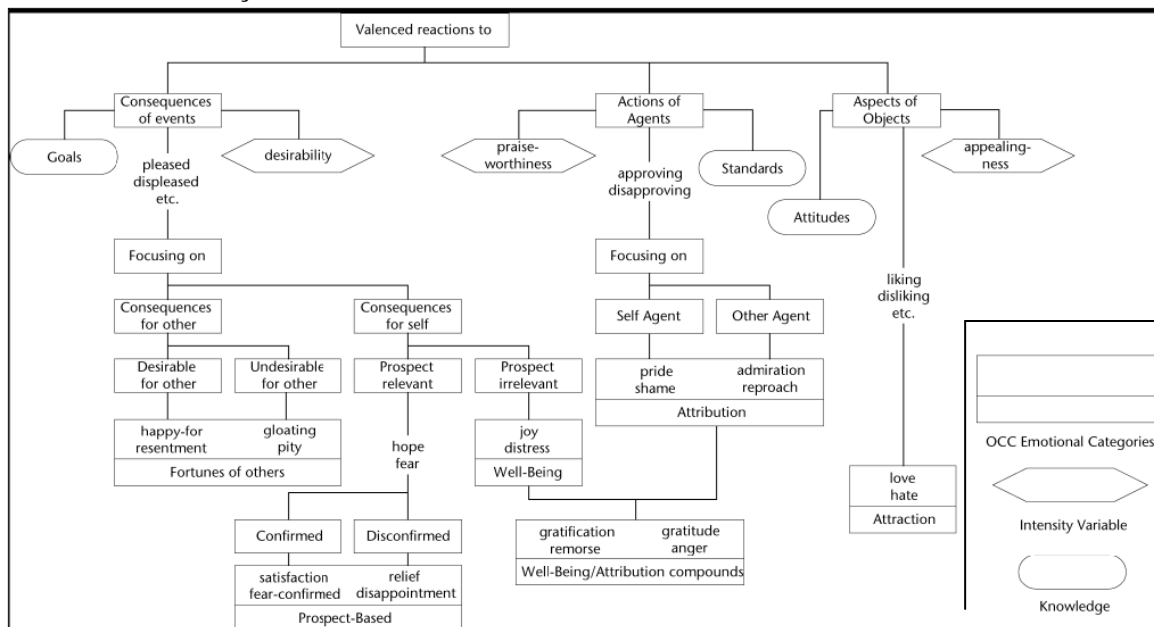 Valenced reactions to
Consequences
of events
Actions of
Agents
Aspects of
Objects
Goals
desirability
praise-
worthiness
Standards
appealing-
ness
Attitudes
pleased
displeased
etc.
approving
disapproving
liking
disliking
etc.
Focusing on
Focusing on
Consequences
for other
Consequences
for self
Self Agent
Other Agent
Desirable
for other
Undesirable
for other
Prospect
relevant
Prospect
irrelevant
pride
shame
admiration
reproach
Attribution
happy-for
resentment
gloating
pity
Fortunes of others
hope
fear
joy
distress
Well-Being
love
hate
Attraction
Confirmed
Disconfirmed
gratification
remorse
gratitude
anger
Well-Being/Attribution compounds
satisfaction
fear-confirmed
relief
disappointment
Prospect-Based
OCC Emotional Categories
Intensity Variable
Knowledge